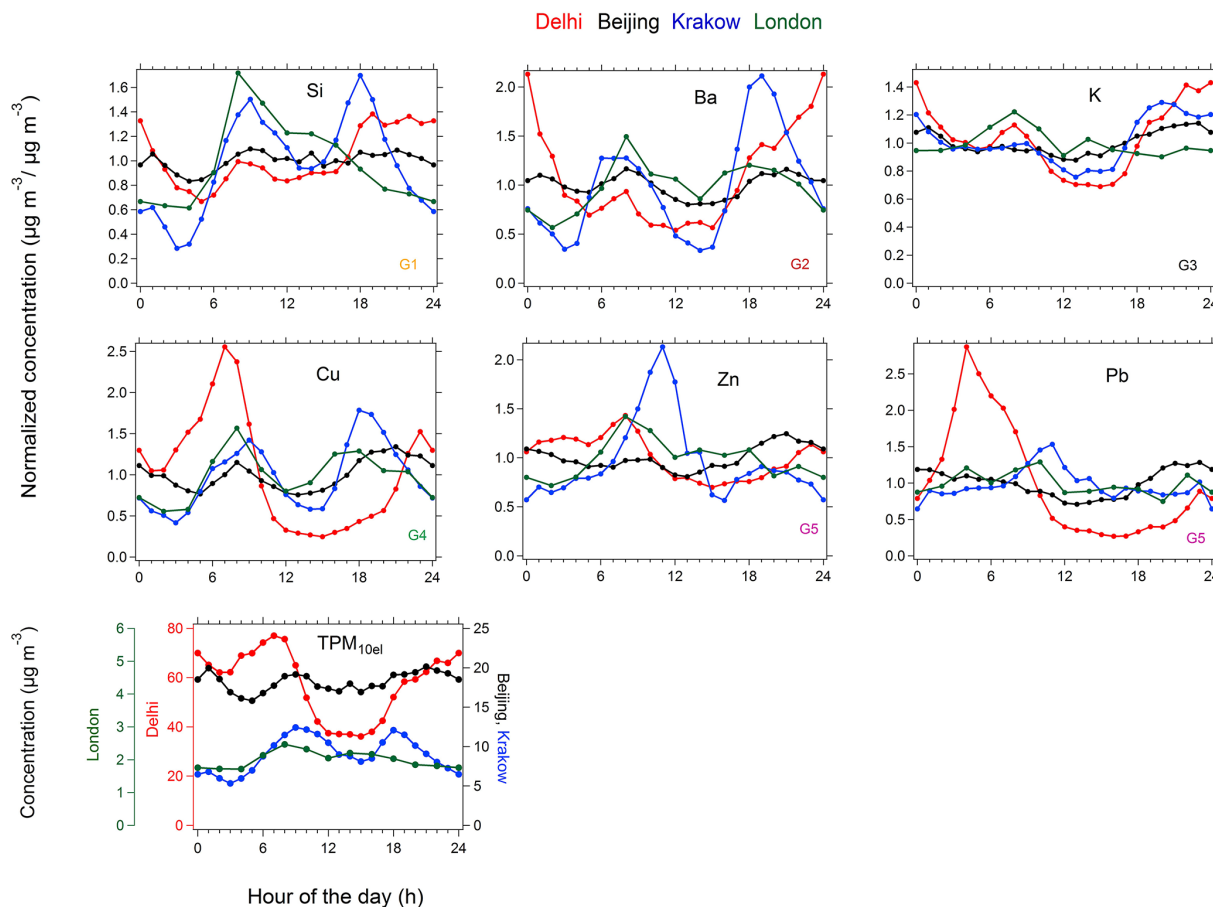 Delhi Beijing Krakow London
Normalized concentration (µg m⁻³/ µg m⁻³)
Si
1.6
1.4
1.2
1.0
0.8
0.6
0.4
0.2
0.0
G1
0 6 12 18 24
Ba
2.0
1.5
1.0
0.5
0.0
G2
0 6 12 18 24
K
1.4
1.2
1.0
0.8
0.6
0.4
0.2
0.0
G3
0 6 12 18 24
Cu
2.5
2.0
1.5
1.0
0.5
0.0
G4
0 6 12 18 24
Zn
2.0
1.5
1.0
0.5
0.0
G5
0 6 12 18 24
Pb
2.5
2.0
1.5
1.0
0.5
0.0
G5
0 6 12 18 24
Concentration (µg m⁻³)
London
6
5
4
3
2
1
0
Delhi
80
60
40
20
0
TPM₁₀ₑₗ
25
20
15
10
5
0
Beijing, Krakow
0 6 12 18 24
Hour of the day (h)